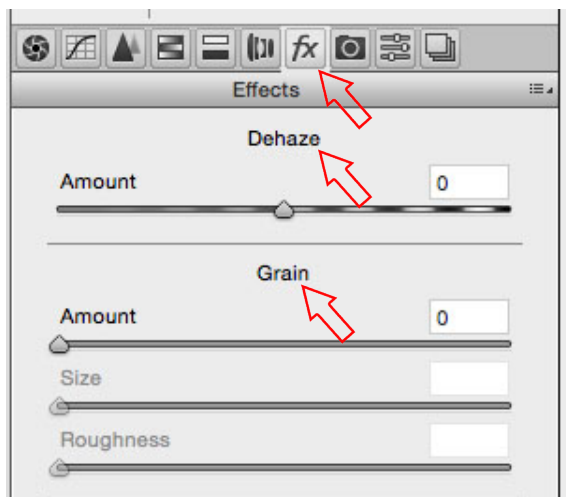 fx
Effects
Dehaze
Amount 0
Grain
Amount 0
Size
Roughness